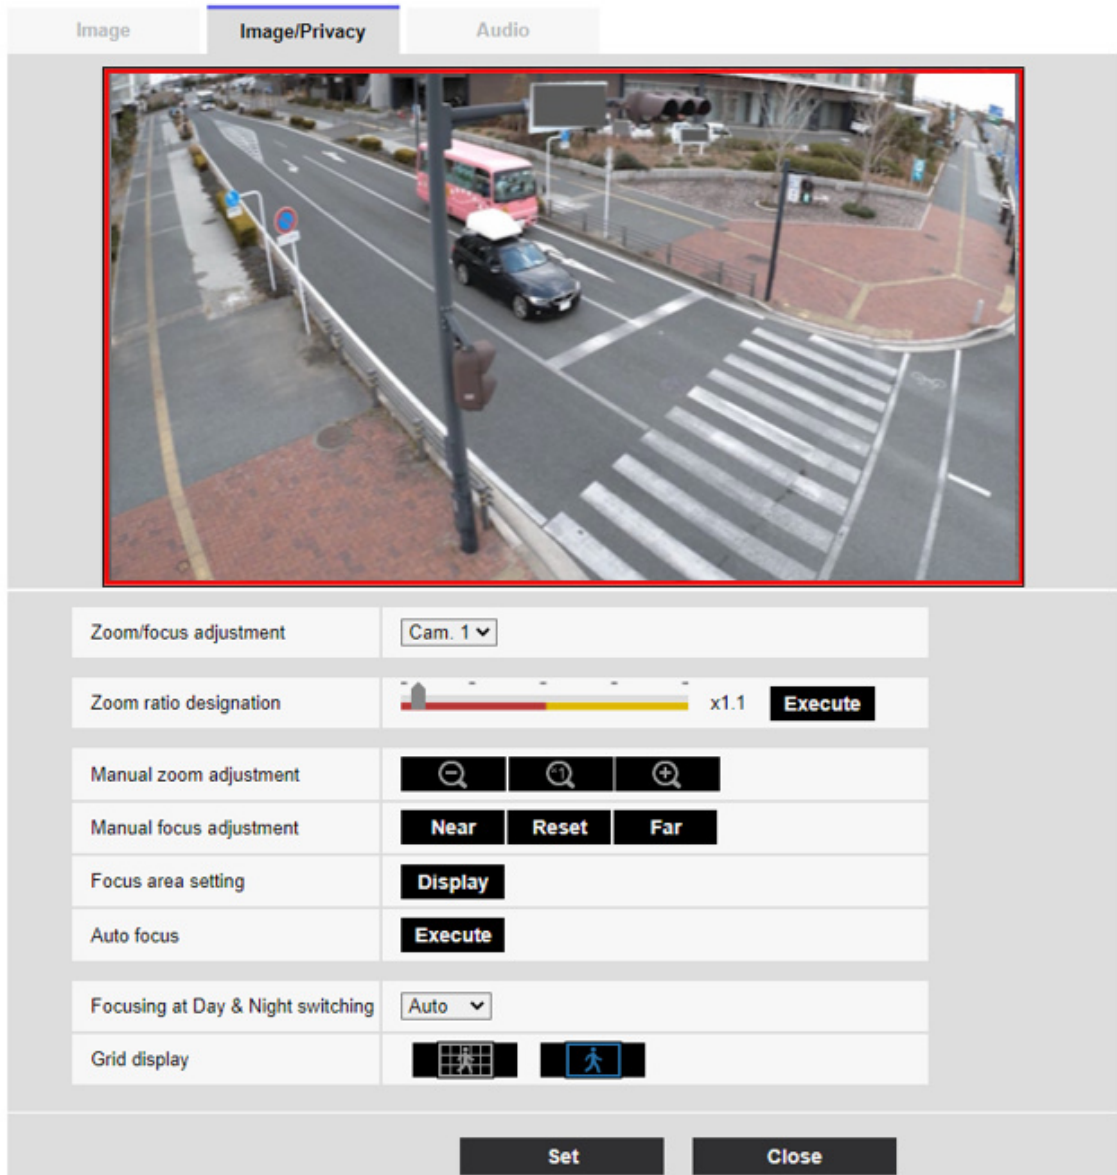 Image Image/Privacy Audio
Zoom/focus adjustment Cam. 1
Zoom ratio designation x1.1 Execute
Manual zoom adjustment ×1
Manual focus adjustment Near Reset Far
Focus area setting Display
Auto focus Execute
Focusing at Day & Night switching Auto
Grid display
Set Close